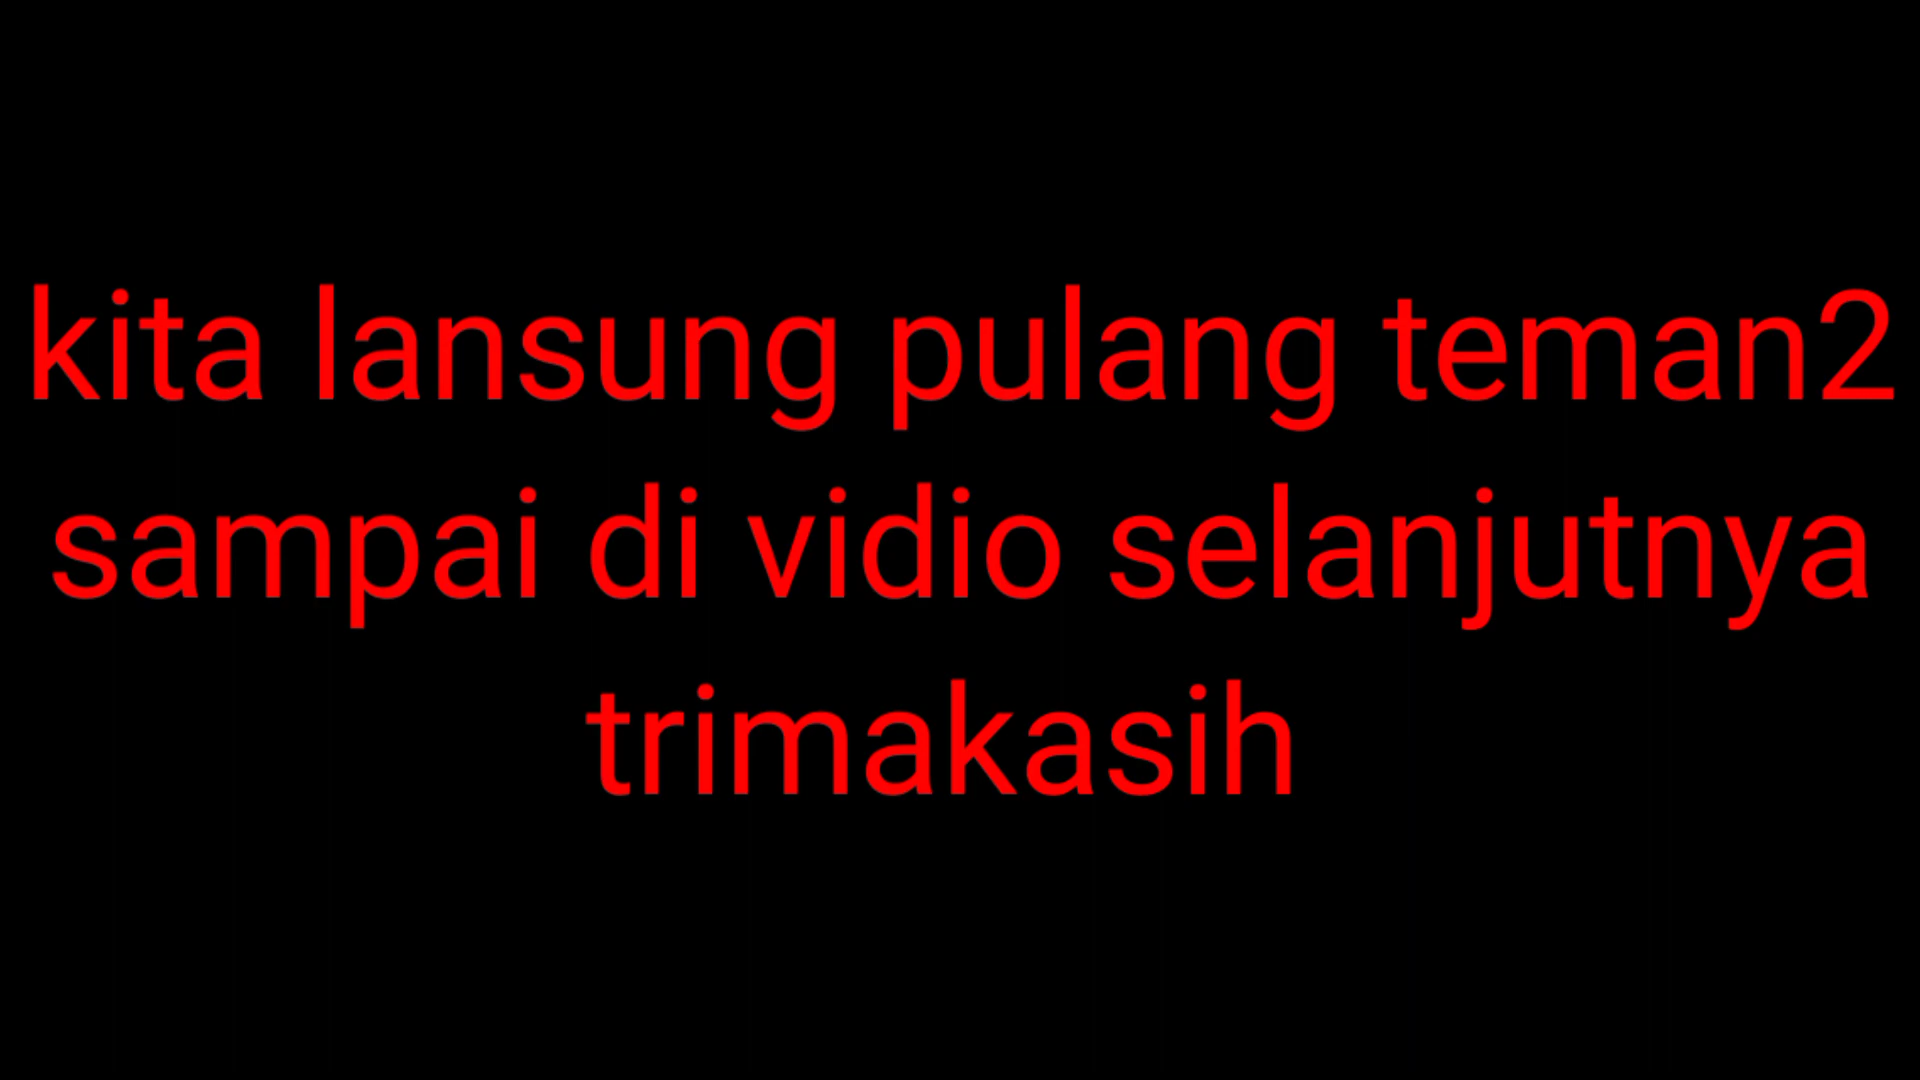 kita lansung pulang teman2
sampai di vidio selanjutnya
trimakasih